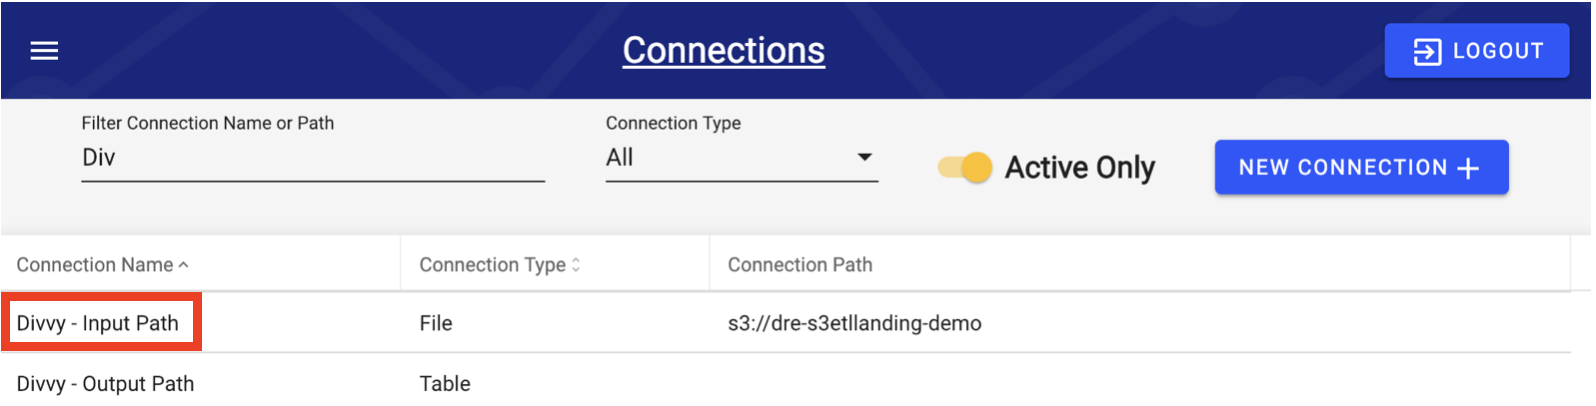 Connections
LOGOUT
Filter Connection Name or Path
Connection Type
Div
All
Active Only
NEW CONNECTION
Connection Name
Connection Type
Connection Path
Divvy - Input Path
File
s3://dre-s3etllanding-demo
Divvy - Output Path
Table